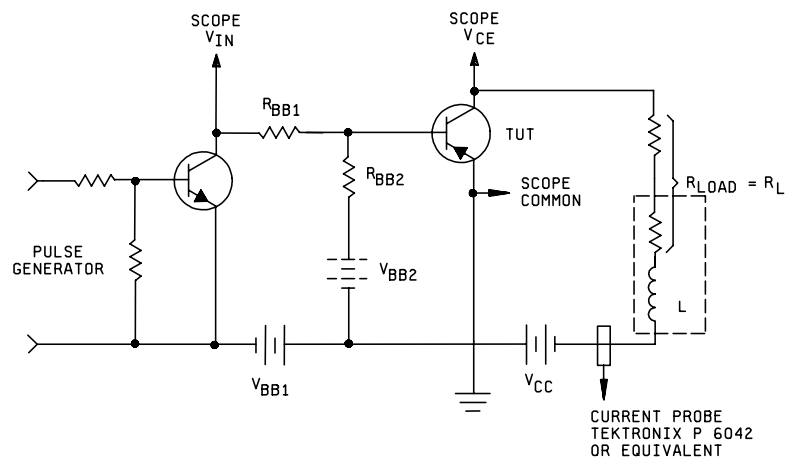 SCOPE
VIN
SCOPE
VCE
RBB1
TUT
RBB2
SCOPE
COMMON
RLOAD = RL
PULSE
GENERATOR
VBB2
L
VBB1
VCC
CURRENT PROBE
TEKTRONIX P 6042
OR EQUIVALENT